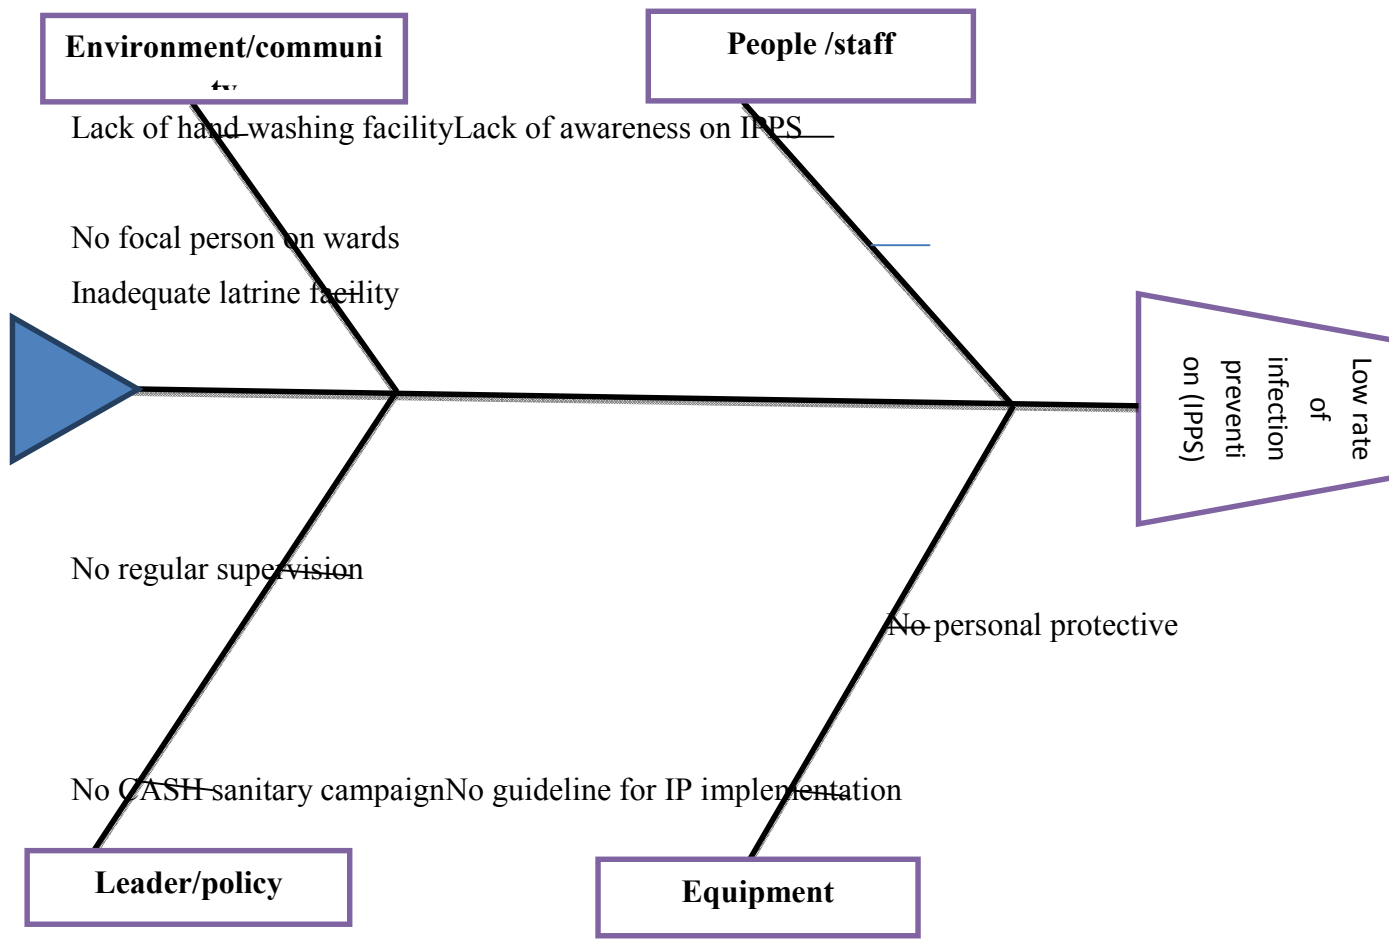 Environment/communi
ty
People /staff
Lack of hand washing facilityLack of awareness on IPPS
No focal person on wards
Inadequate latrine facility
Low rate
of
infection
preventi
on (IPPS)
No regular supervision
No personal protective
No CASH sanitary campaignNo guideline for IP implementation
Leader/policy
Equipment